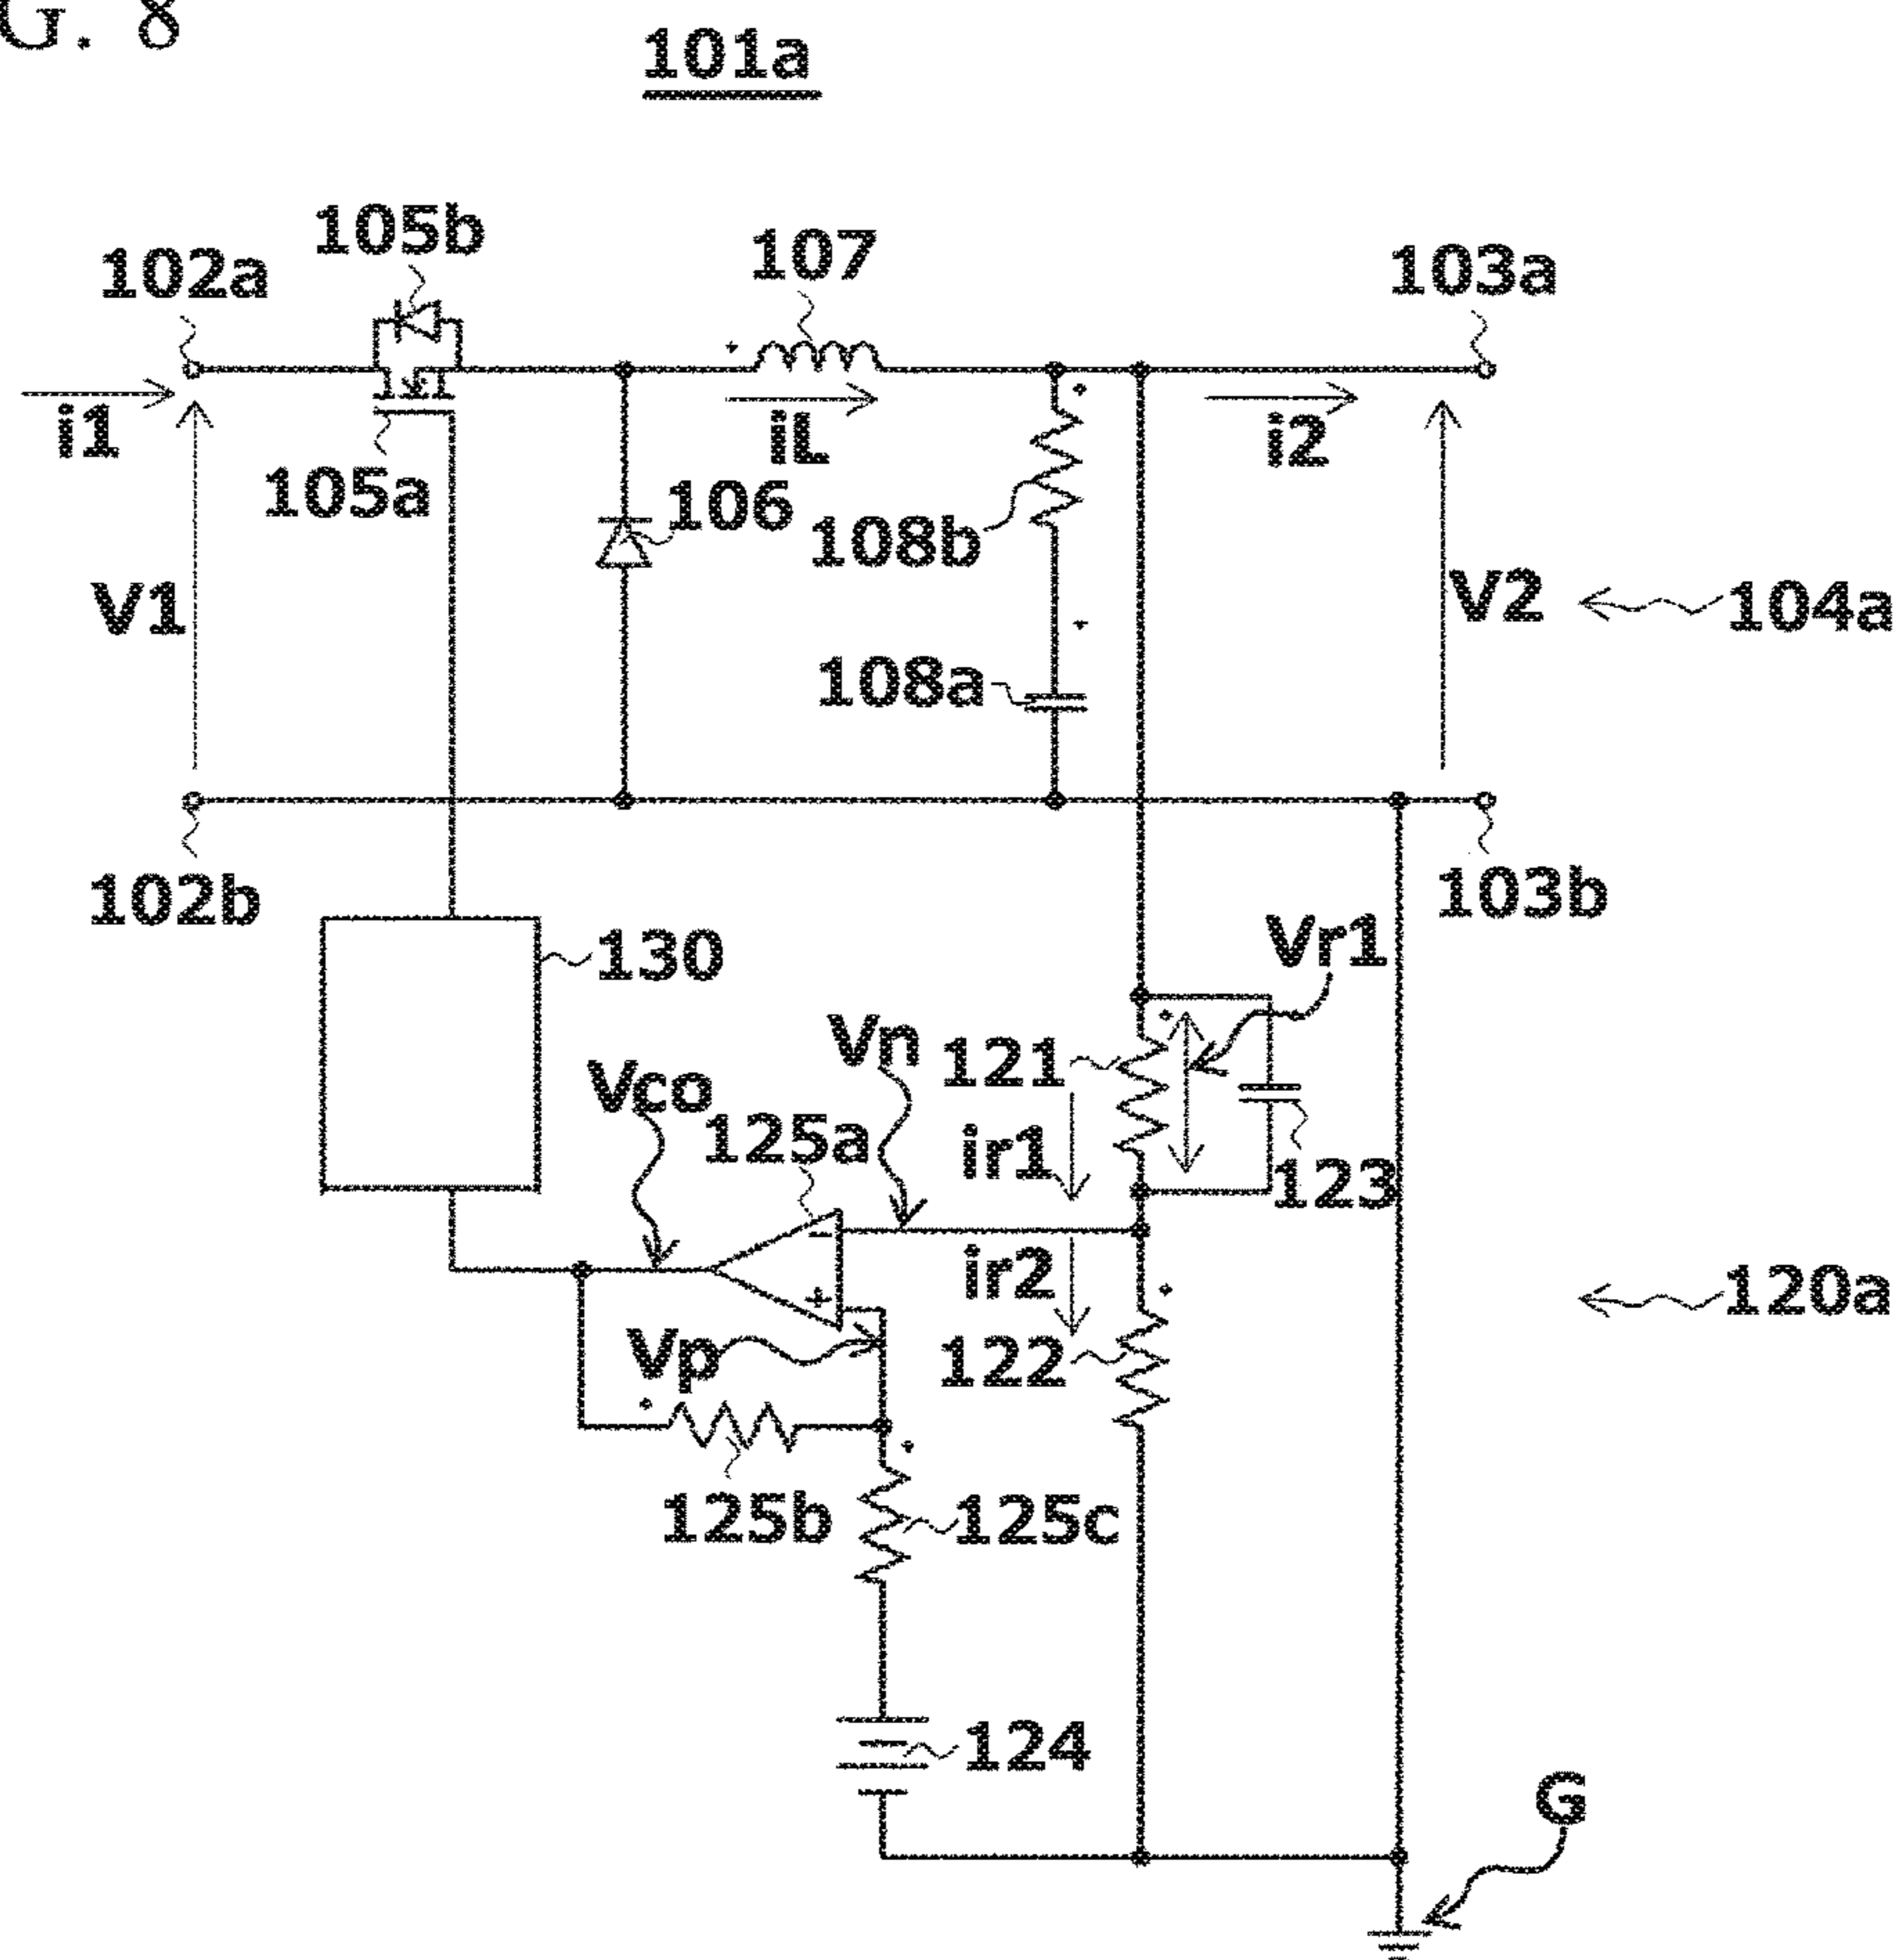 G. 8
101a
105b
107
102a
103a
i1
iL
i2
105a
106
108b
V1
V2
104a
108a
102b
103b
130
Vr1
Vn
121
Vco
125a
ir1
123
-
ir2
120a
+
Vp
122
125b
125c
124
G